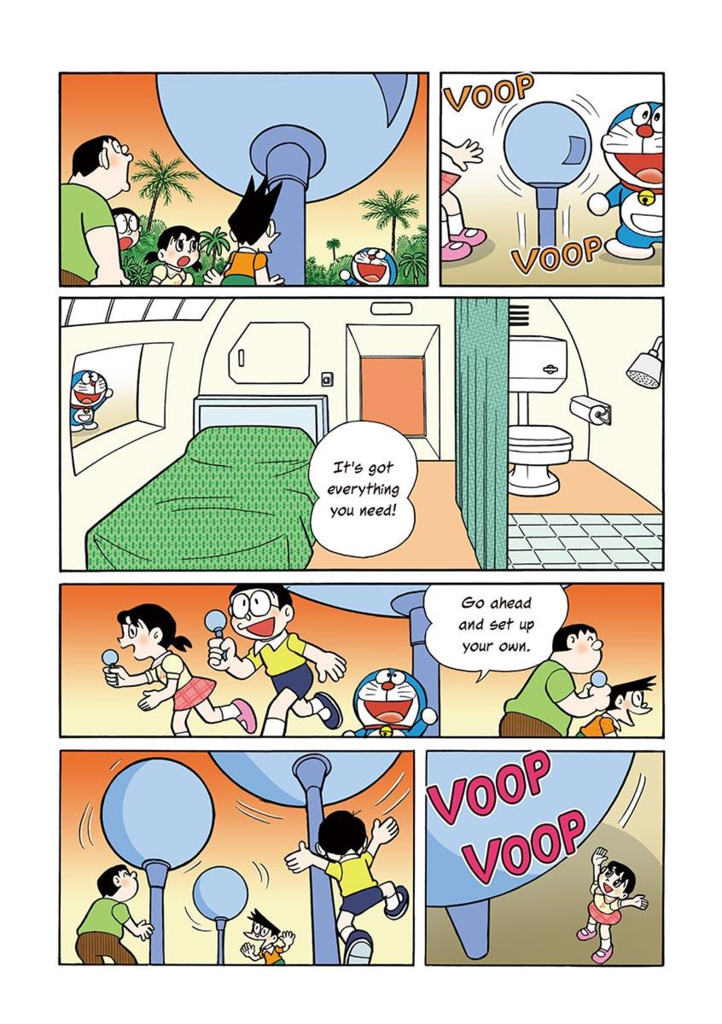 VOOP
VOOP
It's got
everything
you need!
Go ahead
and set up
your own.
VOOP
VOOP